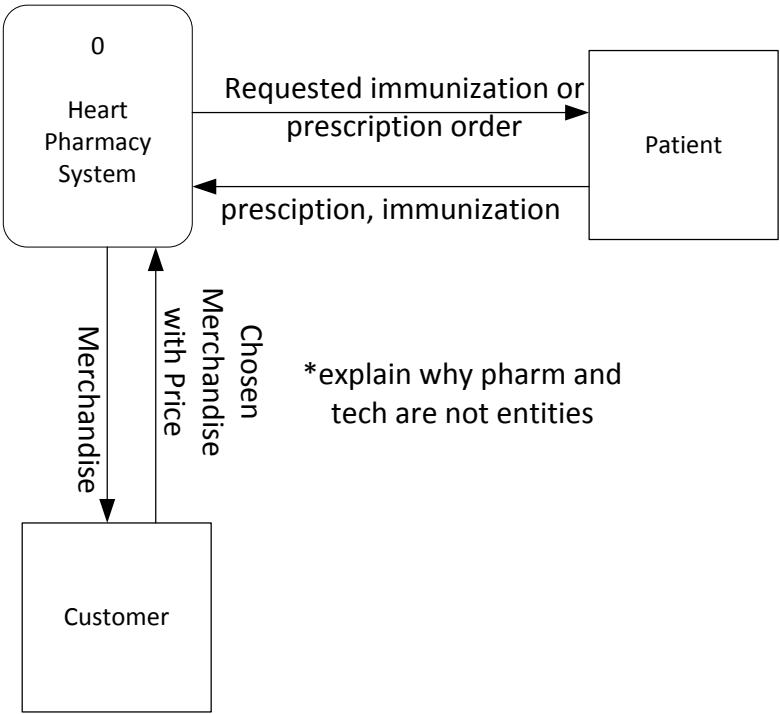 0
Heart
Pharmacy
System
Requested immunization or
prescription order
Patient
presciption, immunization
Merchandise
Chosen
Merchandise
with Price
*explain why pharm and
tech are not entities
Customer